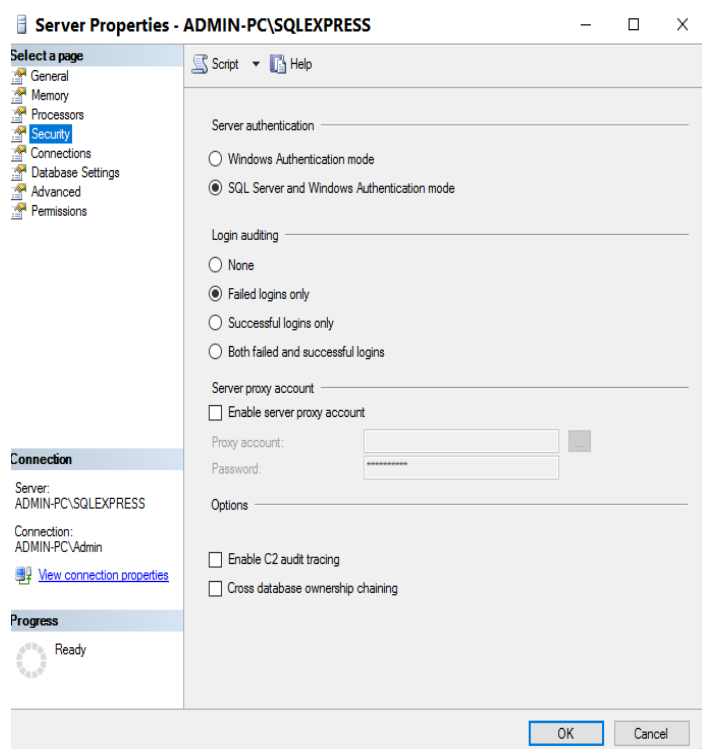 Server Properties - ADMIN-PC\SQLEXPRESS
Select a page
General
Memory
Processors
Security
Connections
Database Settings
Advanced
Permissions
Script
Help
Server authentication
Windows Authentication mode
SQL Server and Windows Authentication mode
Login auditing
None
Failed logins only
Successful logins only
Both failed and successful logins
Server proxy account
Enable server proxy account
Proxy account:
...
Password:
**********
Options
Enable C2 audit tracing
Cross database ownership chaining
Connection
Server:
ADMIN-PC\SQLEXPRESS
Connection:
ADMIN-PC\Admin
View connection properties
Progress
Ready
OK
Cancel